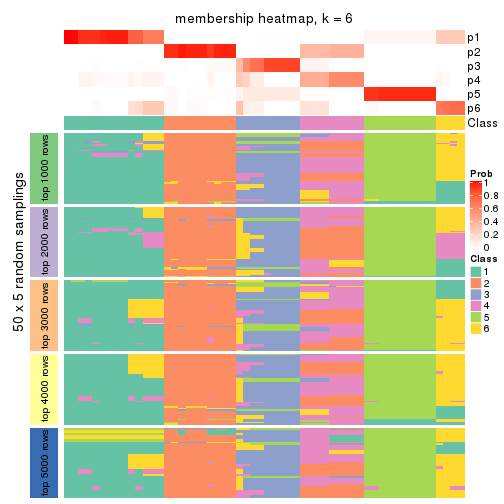 membership heatmap, k = 6
p1
p2
p3
p4
p5
p6
Class
50 x 5 random samplings
top 1000 rows
top 2000 rows
top 3000 rows
top 4000 rows
top 5000 rows
Prob
1
0.8
0.6
0.4
0.2
0
Class
1
2
3
4
5
6